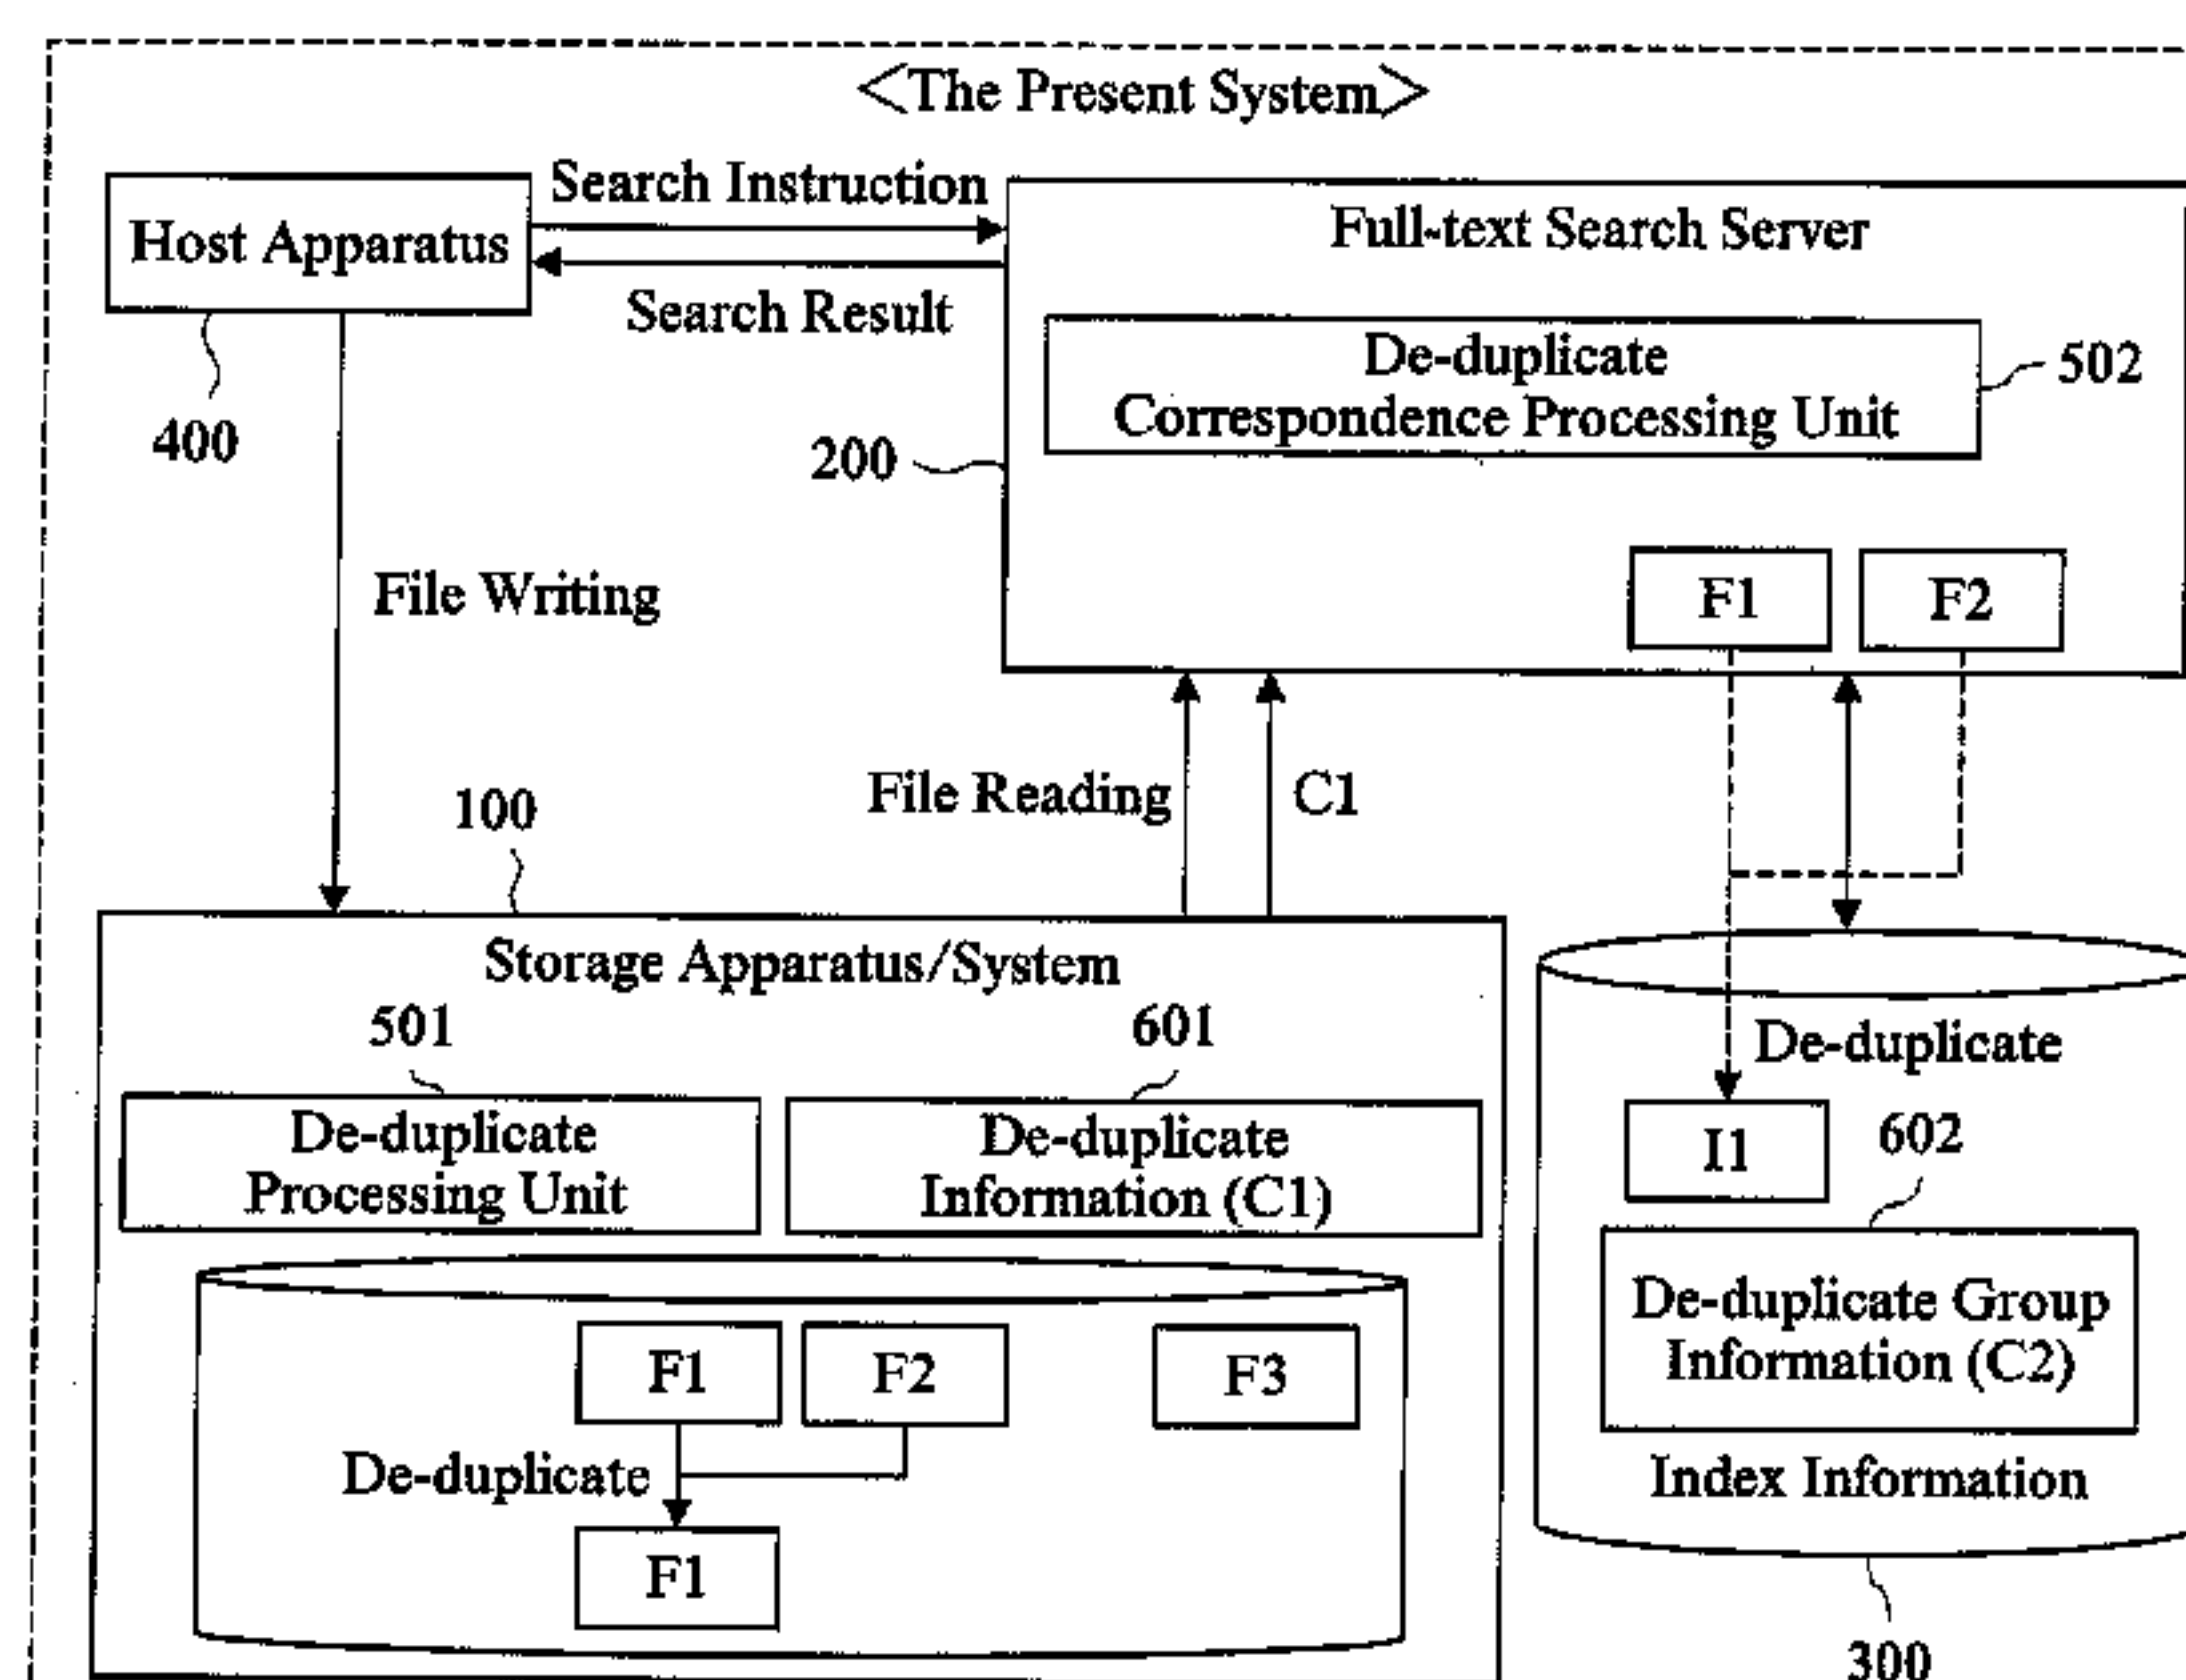 <The Present System>
Search Instruction
Host Apparatus
Search Result
400
Full-text Search Server
De-duplicate
Correspondence Processing Unit
502
200
F1
F2
File Writing
File Reading
C1
100
Storage Apparatus/System
501
601
De-duplicate
Processing Unit
De-duplicate
Information (C1)
F1
F2
F3
De-duplicate
F1
De-duplicate
I1
602
De-duplicate Group
Information (C2)
Index Information
300